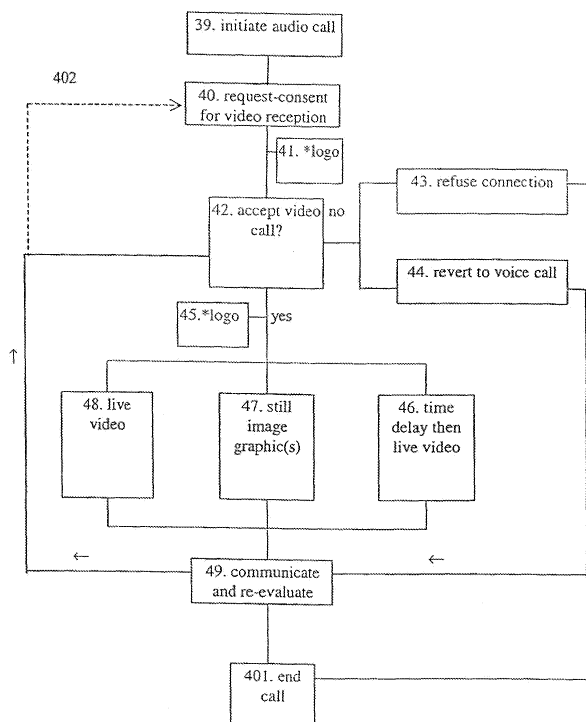 39. initiate audio call
402
40. request-consent
for video reception
41. *logo
43. refuse connection
42. accept video no
call?
44. revert to voice call
45.*logo
yes
↑
48. live
video
47. still
image
graphic(s)
46. time
delay then
live video
←
←
49. communicate
and re-evaluate
401. end
call